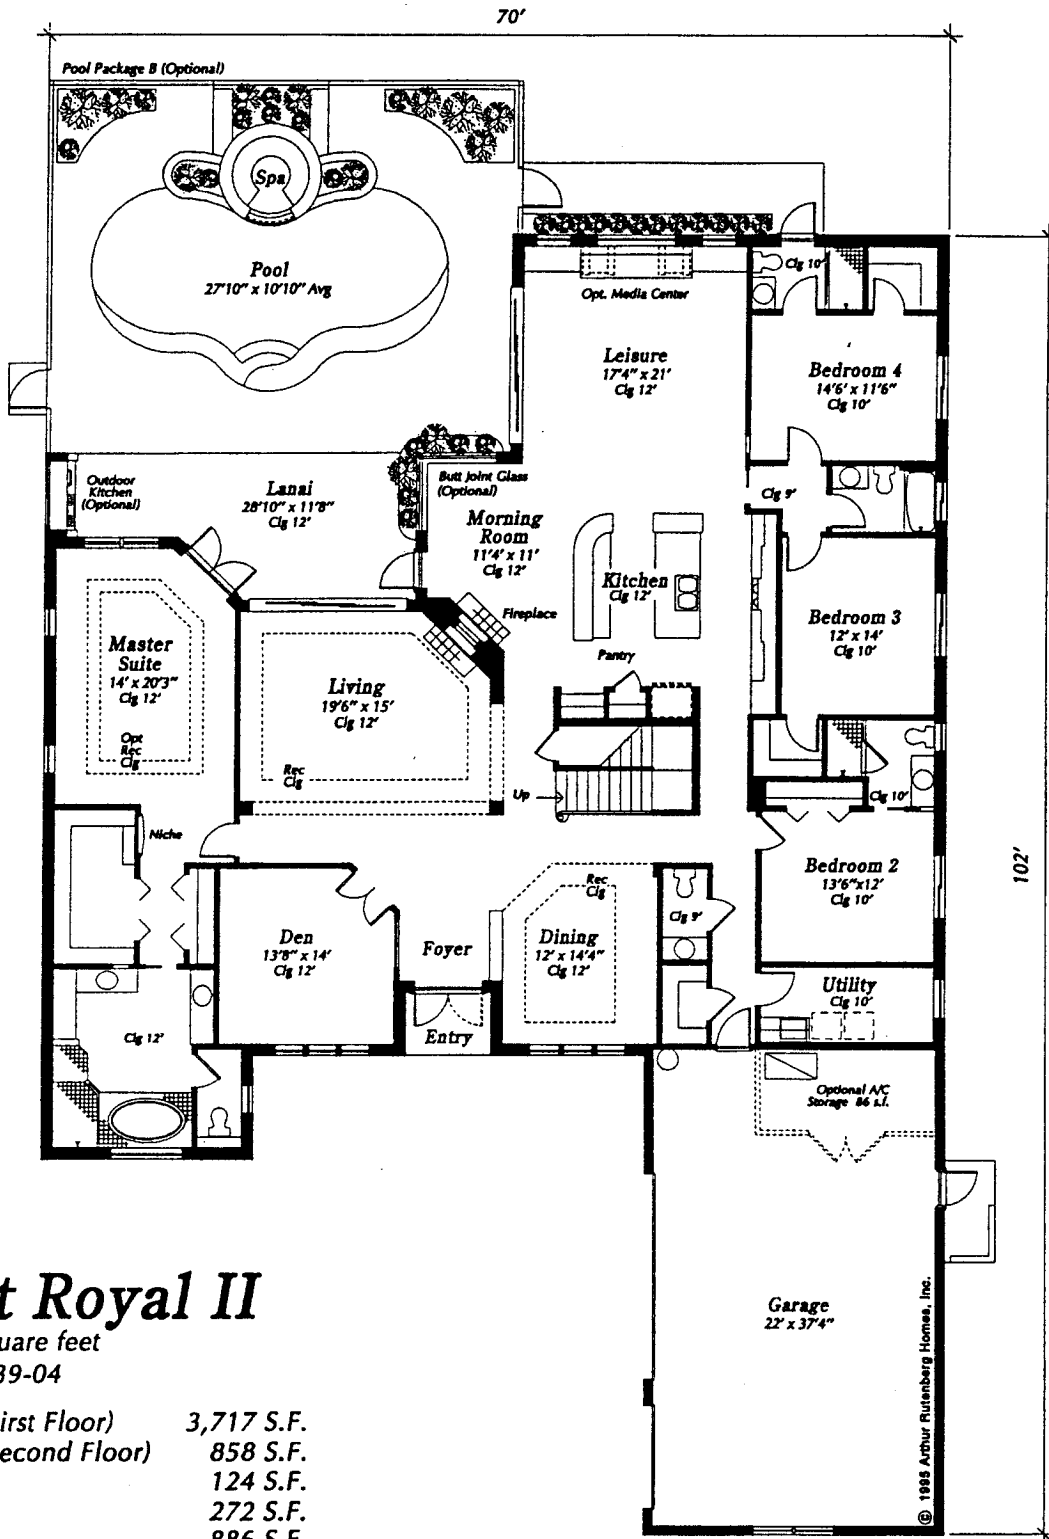 70'
Pool Package B (Optional)
Spa
Pool
27'10" x 10'10" Avg
Clg 10'
Opt. Media Center
Leisure
17'4" x 21'
Clg 12'
Bedroom 4
14'6' x 11'6"
Clg 10'
Outdoor
Kitchen
(Optional)
Lanai
28'10" x 11'8"
Clg 12'
Butt Joint Glass
(Optional)
Morning
Room
11'4' x 11'
Clg 12'
Clg 9'
Kitchen
Clg 12'
Fireplace
Bedroom 3
12' x 14'
Clg 10'
Master
Suite
14' x 20'3"
Clg 12'
Opt
Rec
Clg
Living
19'6" x 15'
Clg 12'
Rec
Clg
Pantry
Up
Clg 10'
Niche
Bedroom 2
13'6"x12'
Clg 10'
102'
Rec
Clg
Den
13'8" x 14'
Clg 12'
Foyer
Dining
12' x 14'4"
Clg 12'
Clg 9'
Utility
Clg 10'
Entry
Clg 12'
Optional A/C
Storage 86 s.f.
Garage
22' x 37'4"
© 1995 Arthur Rutenberg Homes, Inc.
t Royal II
uare feet
39-04
irst Floor) 3,717 S.F.
econd Floor) 858 S.F.
124 S.F.
272 S.F.
886 S.F.